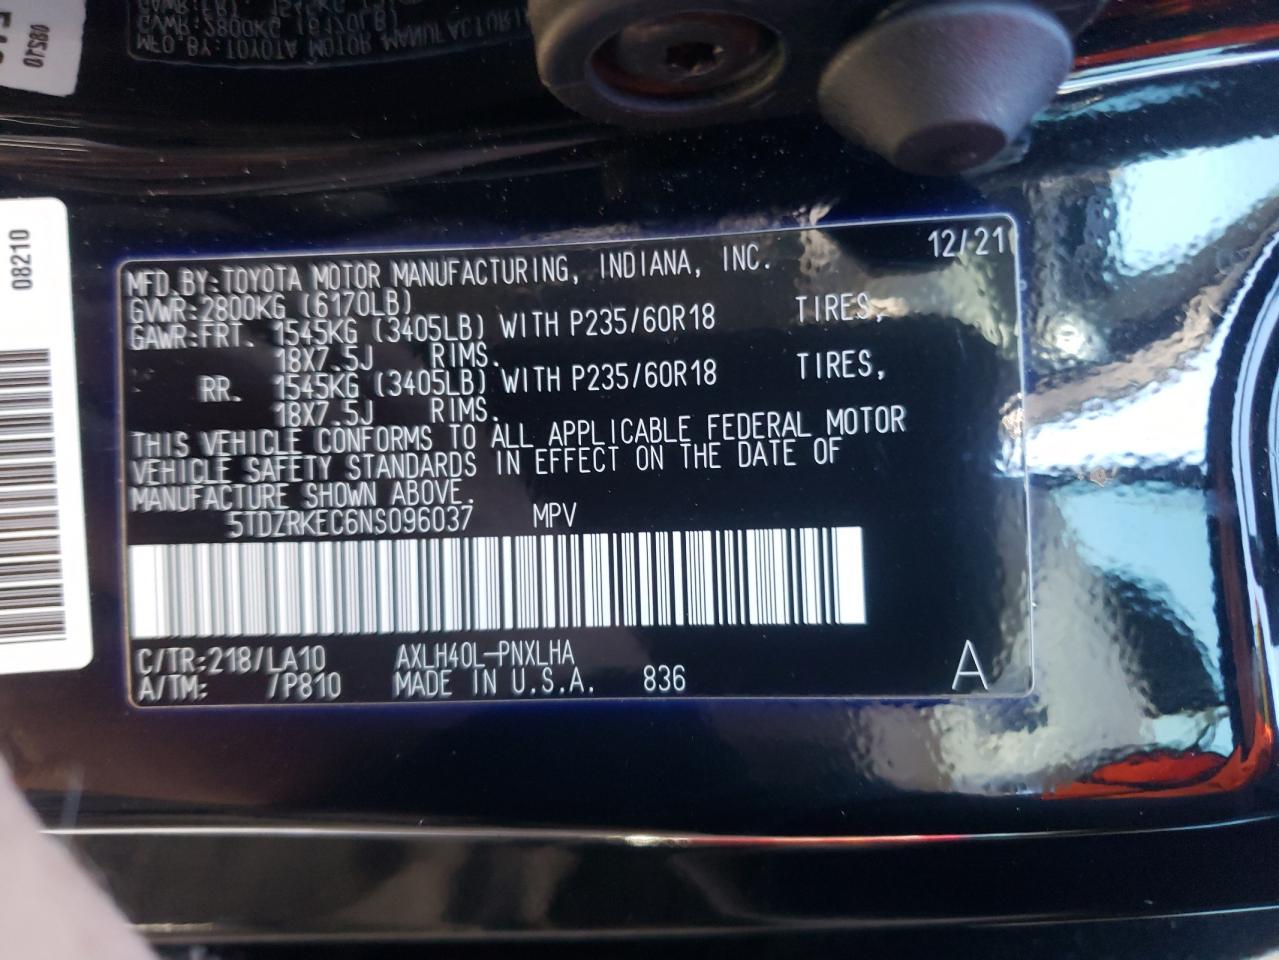 12/21
MFD.BY:TOYOTA MOTOR MANUFACTURING, INDIANA, INC.
GVWR:2800KG (6170LB)
GAWR:FRT. 1545KG (3405LB) WITH P235/60R18 TIRES,
18X7.5J RIMS.
RR. 1545KG (3405LB) WITH P235/60R18 TIRES,
18X7.5J RIMS.
THIS VEHICLE CONFORMS TO ALL APPLICABLE FEDERAL MOTOR
VEHICLE SAFETY STANDARDS IN EFFECT ON THE DATE OF
MANUFACTURE SHOWN ABOVE.
5TDZRKEC6NS096037 MPV
C/TR:218/LA10 AXLH40L-PNXLHA
A/TM: /P810 MADE IN U.S.A. 836 A
08210